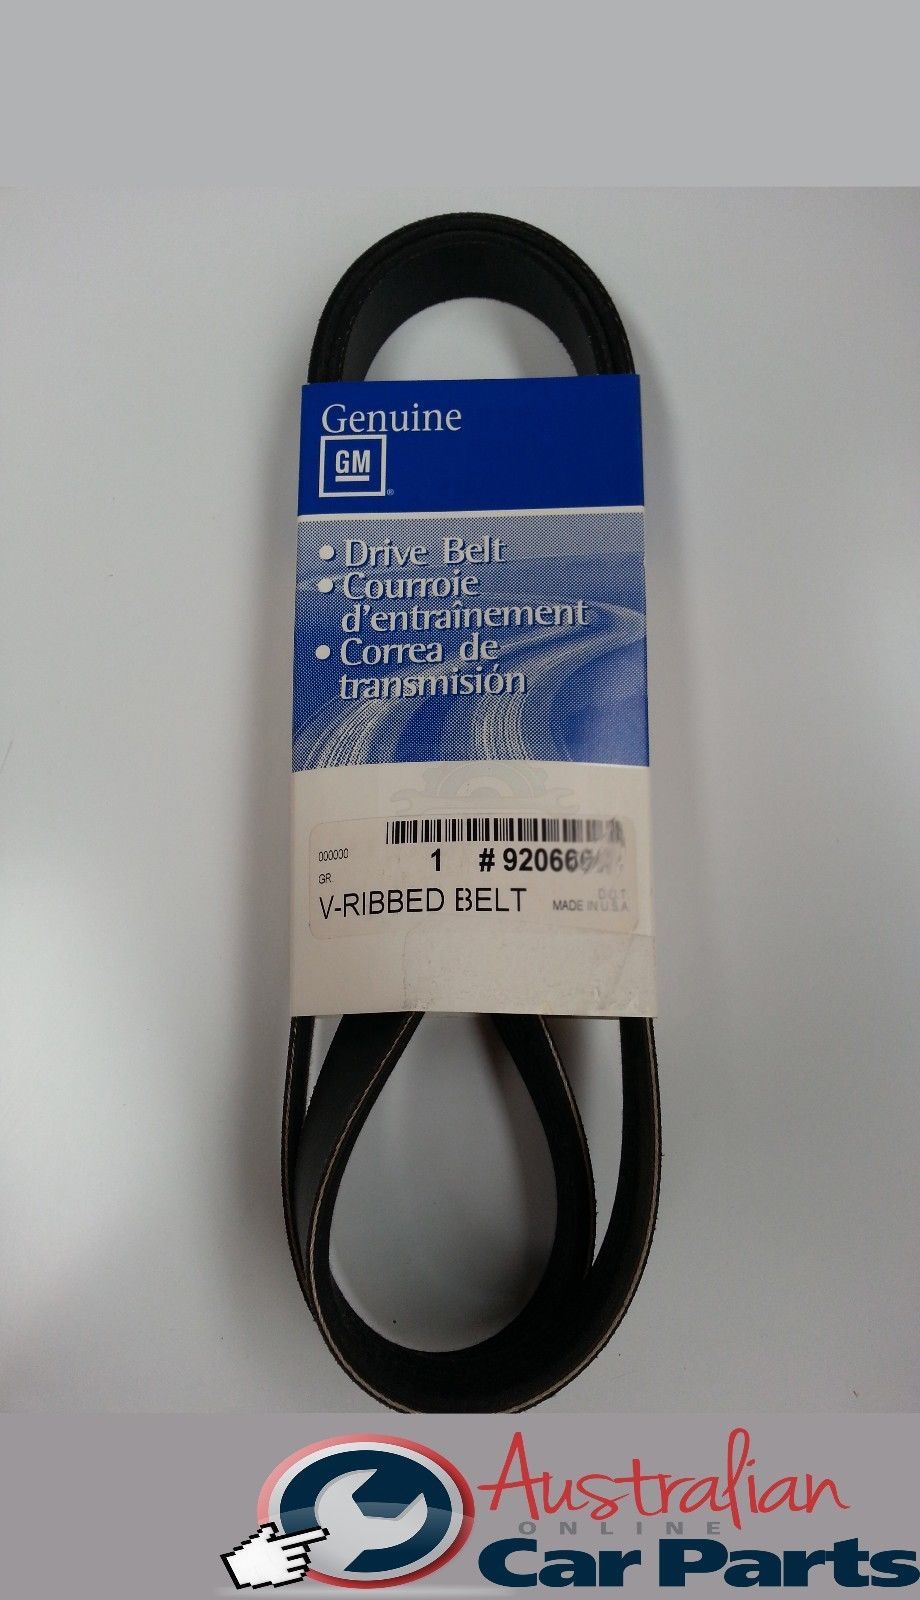 Genuine
GM
®
• Drive Belt
• Courroie
d'entraînement
• Correa de
transmisión
000000
1
GR.
V-RIBBED BELT
D.O.T
MADE IN U.S.A
Australian
ONLINE
Car Parts